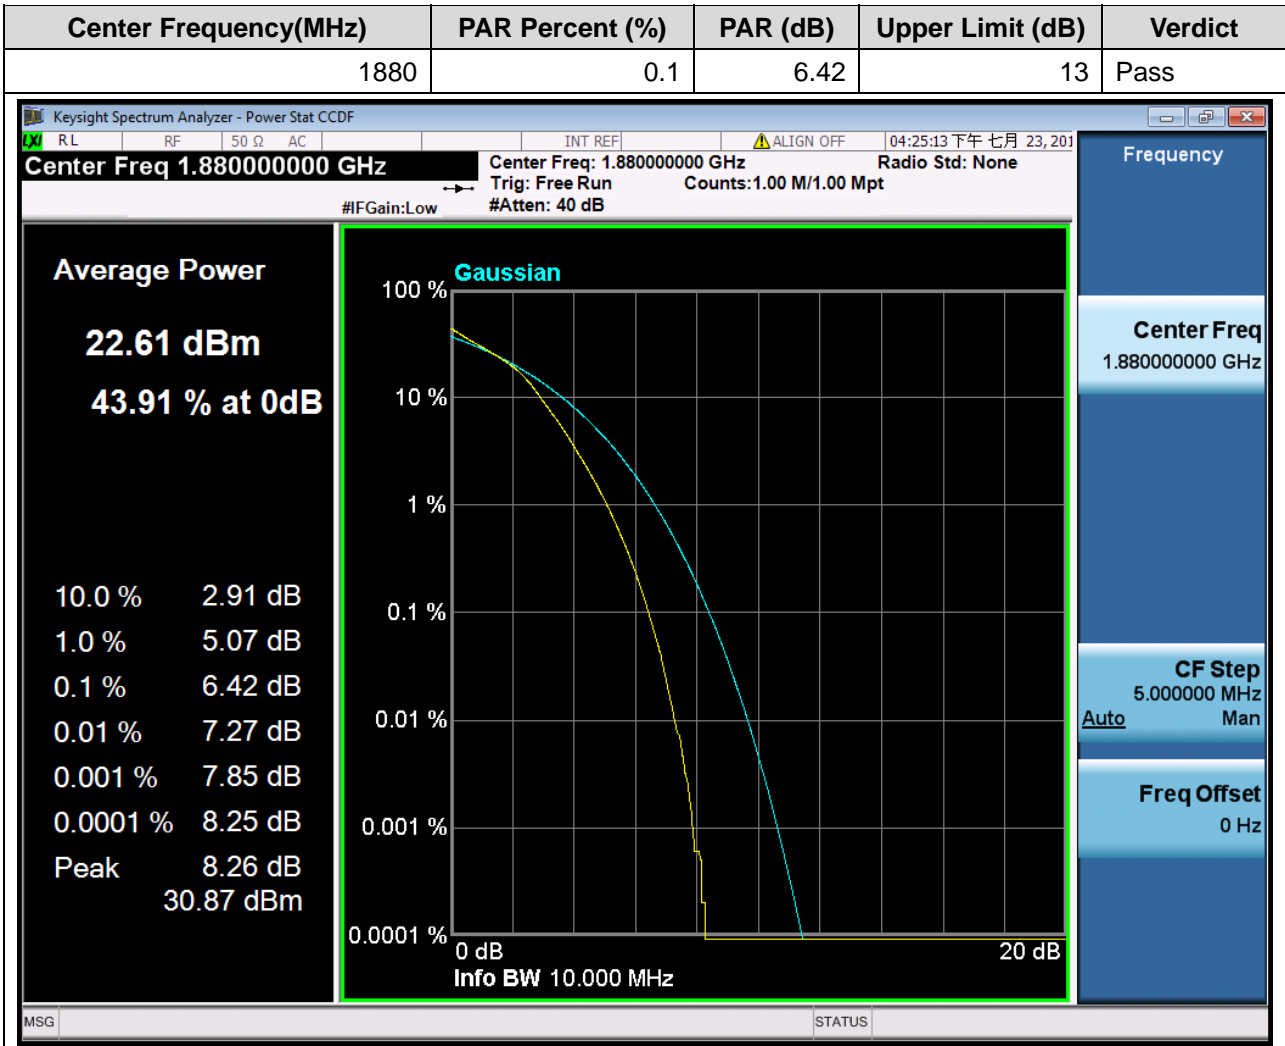 Center Frequency(MHz) PAR Percent (%) PAR (dB) Upper Limit (dB) Verdict
1880 0.1 6.42 13 Pass
Keysight Spectrum Analyzer - Power Stat CCDF
LXI RL RF 50 Ω AC INT REF ALIGN OFF 04:25:13 下午 七月 23, 201
Center Freq 1.880000000 GHz
Center Freq: 1.880000000 GHz Radio Std: None
Trig: Free Run Counts:1.00 M/1.00 Mpt
#IFGain:Low #Atten: 40 dB
Frequency
Average Power
22.61 dBm
43.91 % at 0dB
10.0 % 2.91 dB
1.0 % 5.07 dB
0.1 % 6.42 dB
0.01 % 7.27 dB
0.001 % 7.85 dB
0.0001 % 8.25 dB
Peak 8.26 dB
30.87 dBm
Gaussian
100 %
10 %
1 %
0.1 %
0.01 %
0.001 %
0.0001 %
0 dB 20 dB
Info BW 10.000 MHz
Center Freq
1.880000000 GHz
CF Step
5.000000 MHz
Auto Man
Freq Offset
0 Hz
MSG STATUS